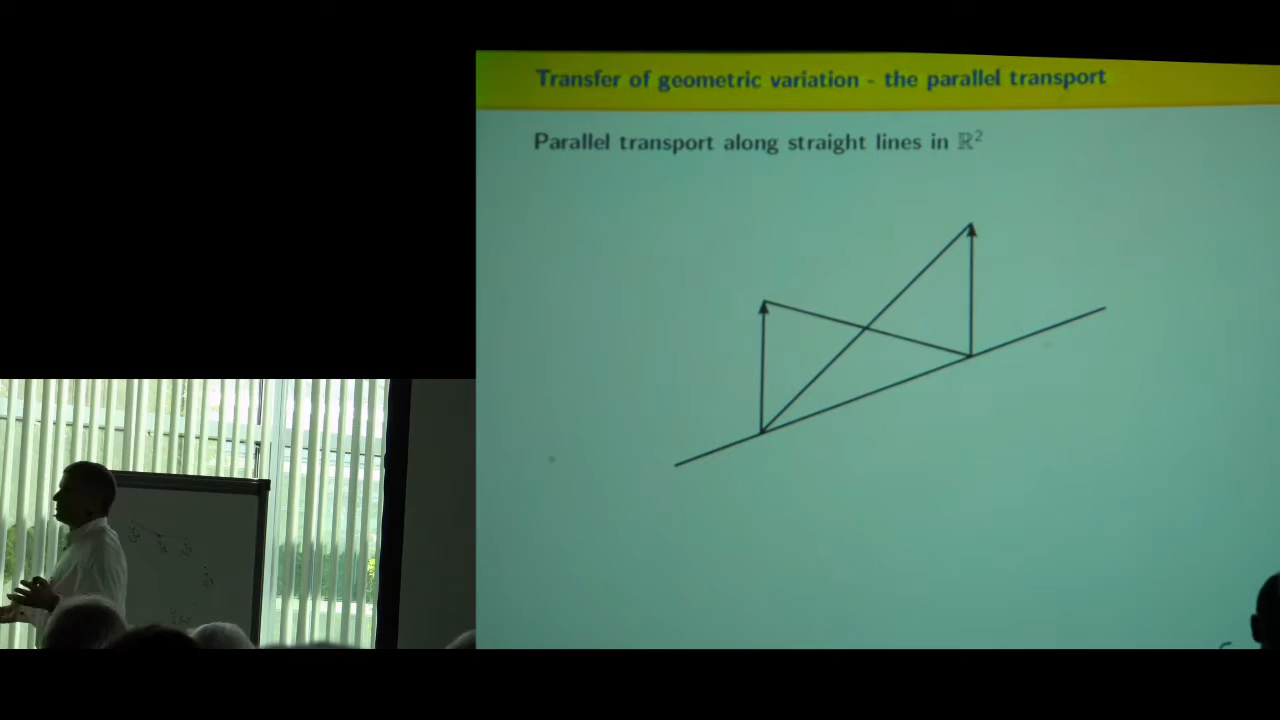 Transfer of geometric variation - the parallel transport
Parallel transport along straight lines in ℝ²